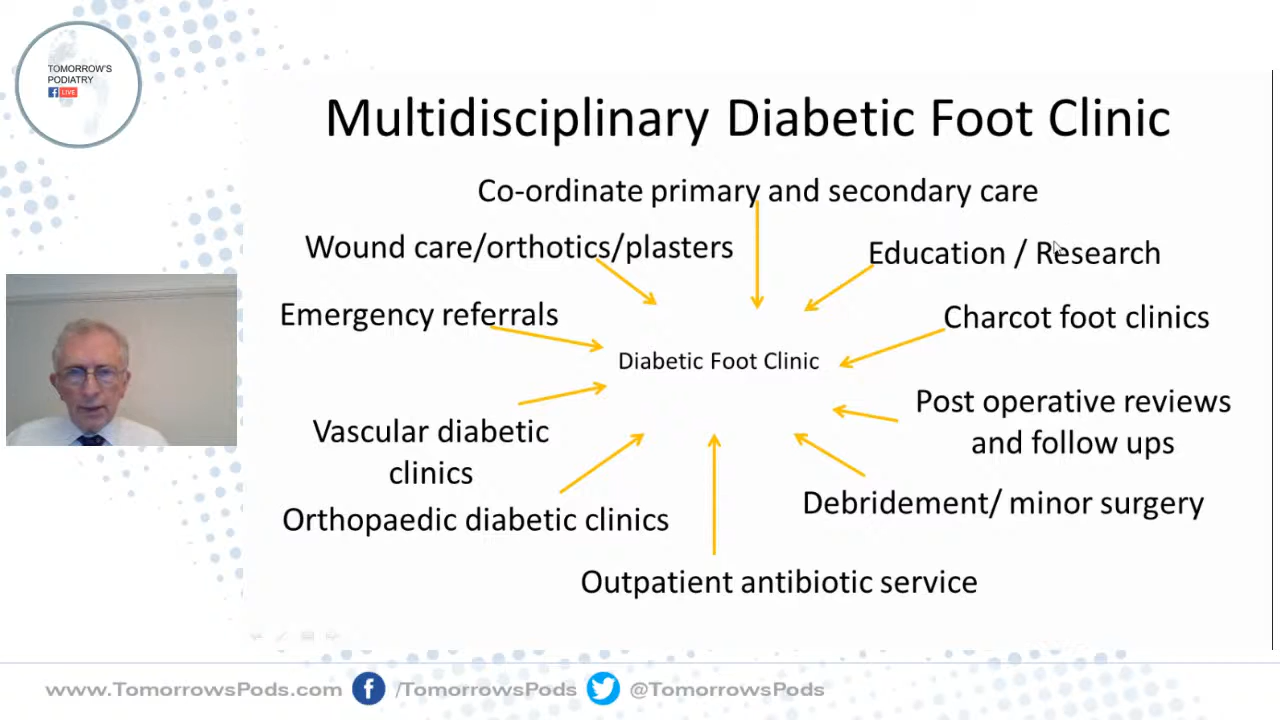 TOMORROW'S
PODIATRY
LIVE
Multidisciplinary Diabetic Foot Clinic
Co-ordinate primary and secondary care
Wound care/orthotics/plasters
Education / Research
Emergency referrals
Charcot foot clinics
Diabetic Foot Clinic
Post operative reviews
and follow ups
Vascular diabetic
clinics
Debridement/ minor surgery
Orthopaedic diabetic clinics
Outpatient antibiotic service
www.TomorrowsPods.com
/TomorrowsPods
@TomorrowsPods